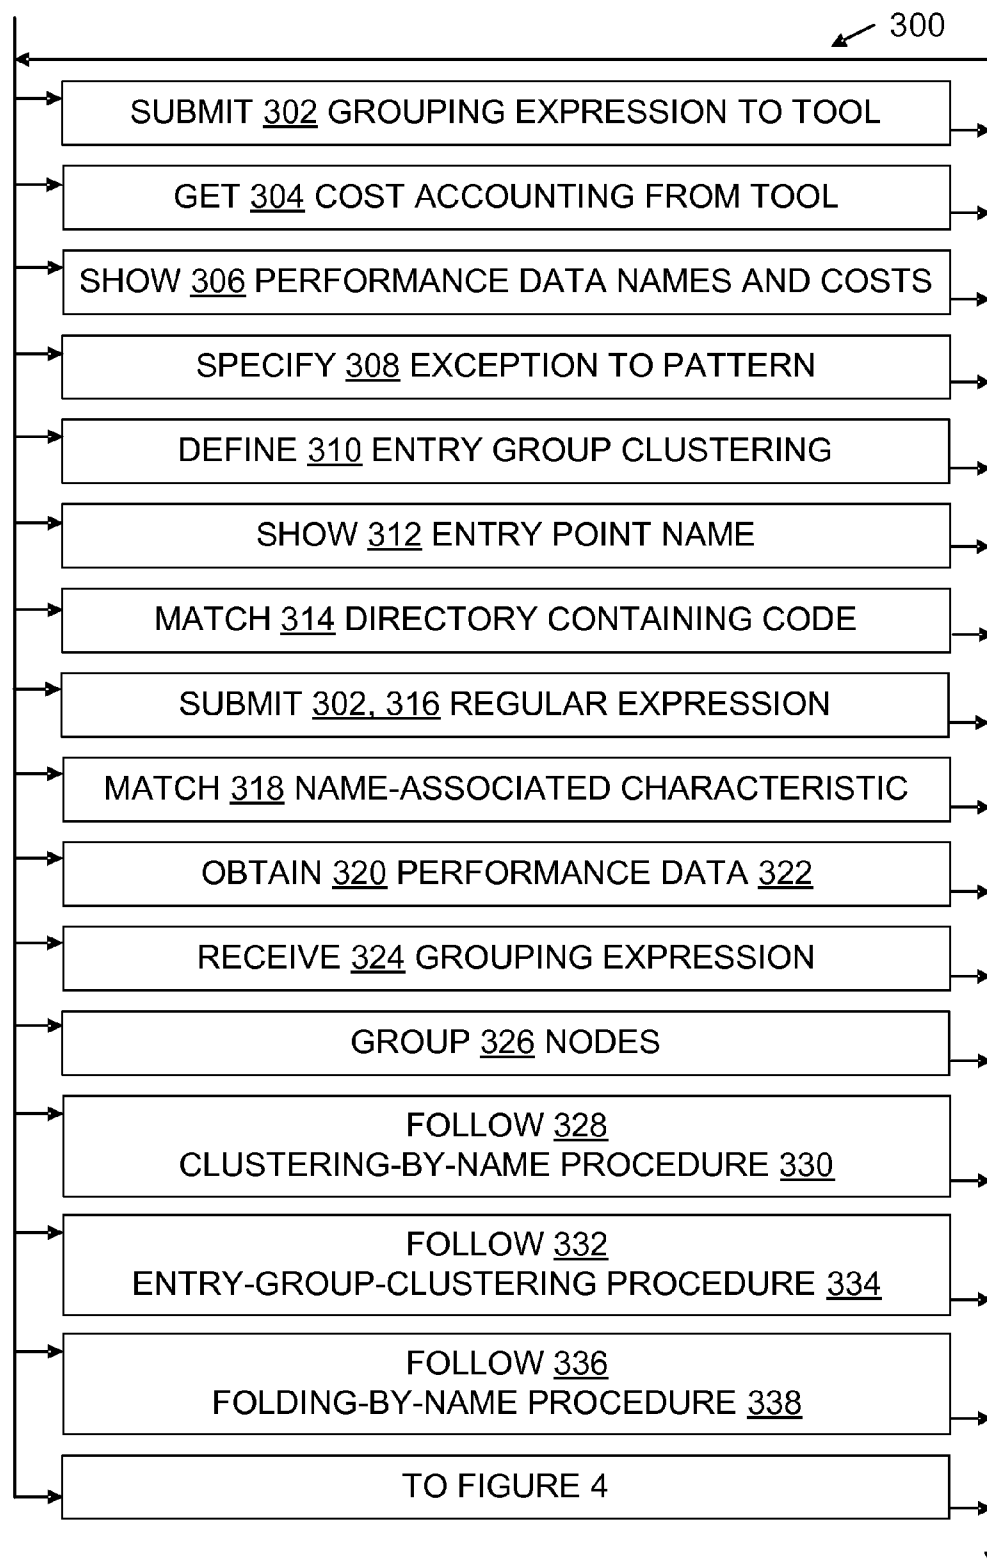 300
SUBMIT 302 GROUPING EXPRESSION TO TOOL
GET 304 COST ACCOUNTING FROM TOOL
SHOW 306 PERFORMANCE DATA NAMES AND COSTS
SPECIFY 308 EXCEPTION TO PATTERN
DEFINE 310 ENTRY GROUP CLUSTERING
SHOW 312 ENTRY POINT NAME
MATCH 314 DIRECTORY CONTAINING CODE
SUBMIT 302, 316 REGULAR EXPRESSION
MATCH 318 NAME-ASSOCIATED CHARACTERISTIC
OBTAIN 320 PERFORMANCE DATA 322
RECEIVE 324 GROUPING EXPRESSION
GROUP 326 NODES
FOLLOW 328
CLUSTERING-BY-NAME PROCEDURE 330
FOLLOW 332
ENTRY-GROUP-CLUSTERING PROCEDURE 334
FOLLOW 336
FOLDING-BY-NAME PROCEDURE 338
TO FIGURE 4